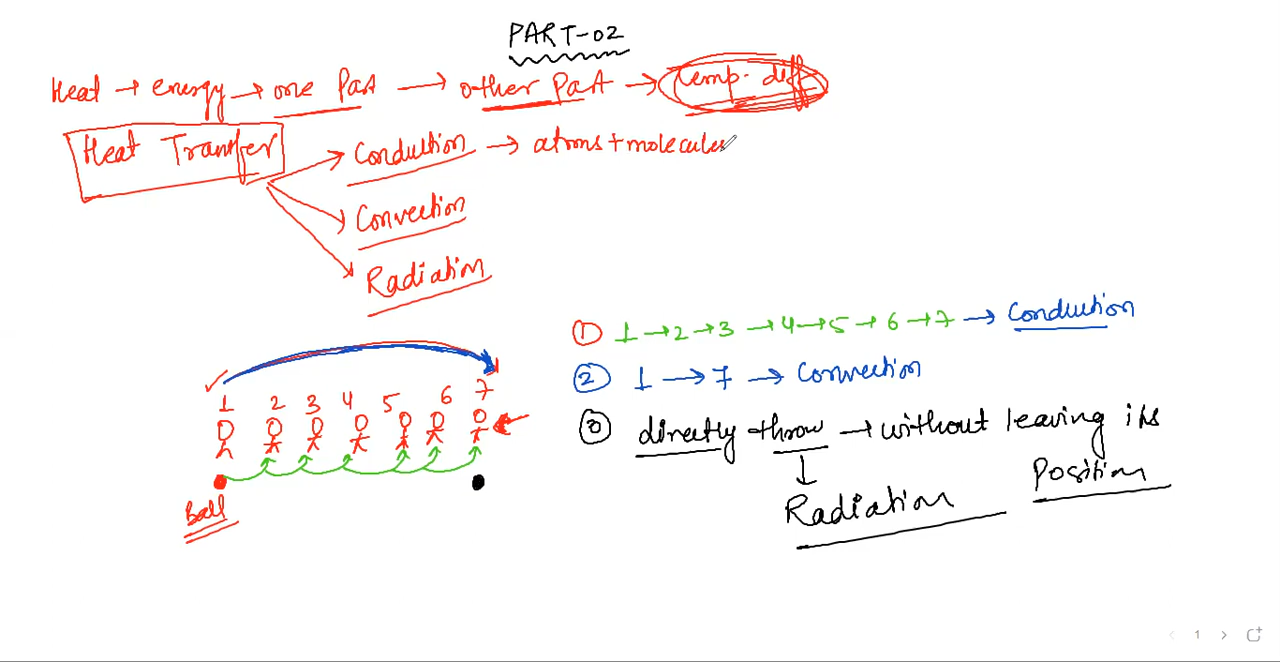 PART-02
Heat → energy → one Part → other Part → temp. diff
Heat Transfer
Conduction → atoms + molecules
Convection
Radiation
① 1 → 2 → 3 → 4 → 5 → 6 → 7 → Conduction
② 1 → 7 → Convection
③ directly throw → without leaving its
Position
↓
Radiation
1 2 3 4 5 6 7
Ball
1